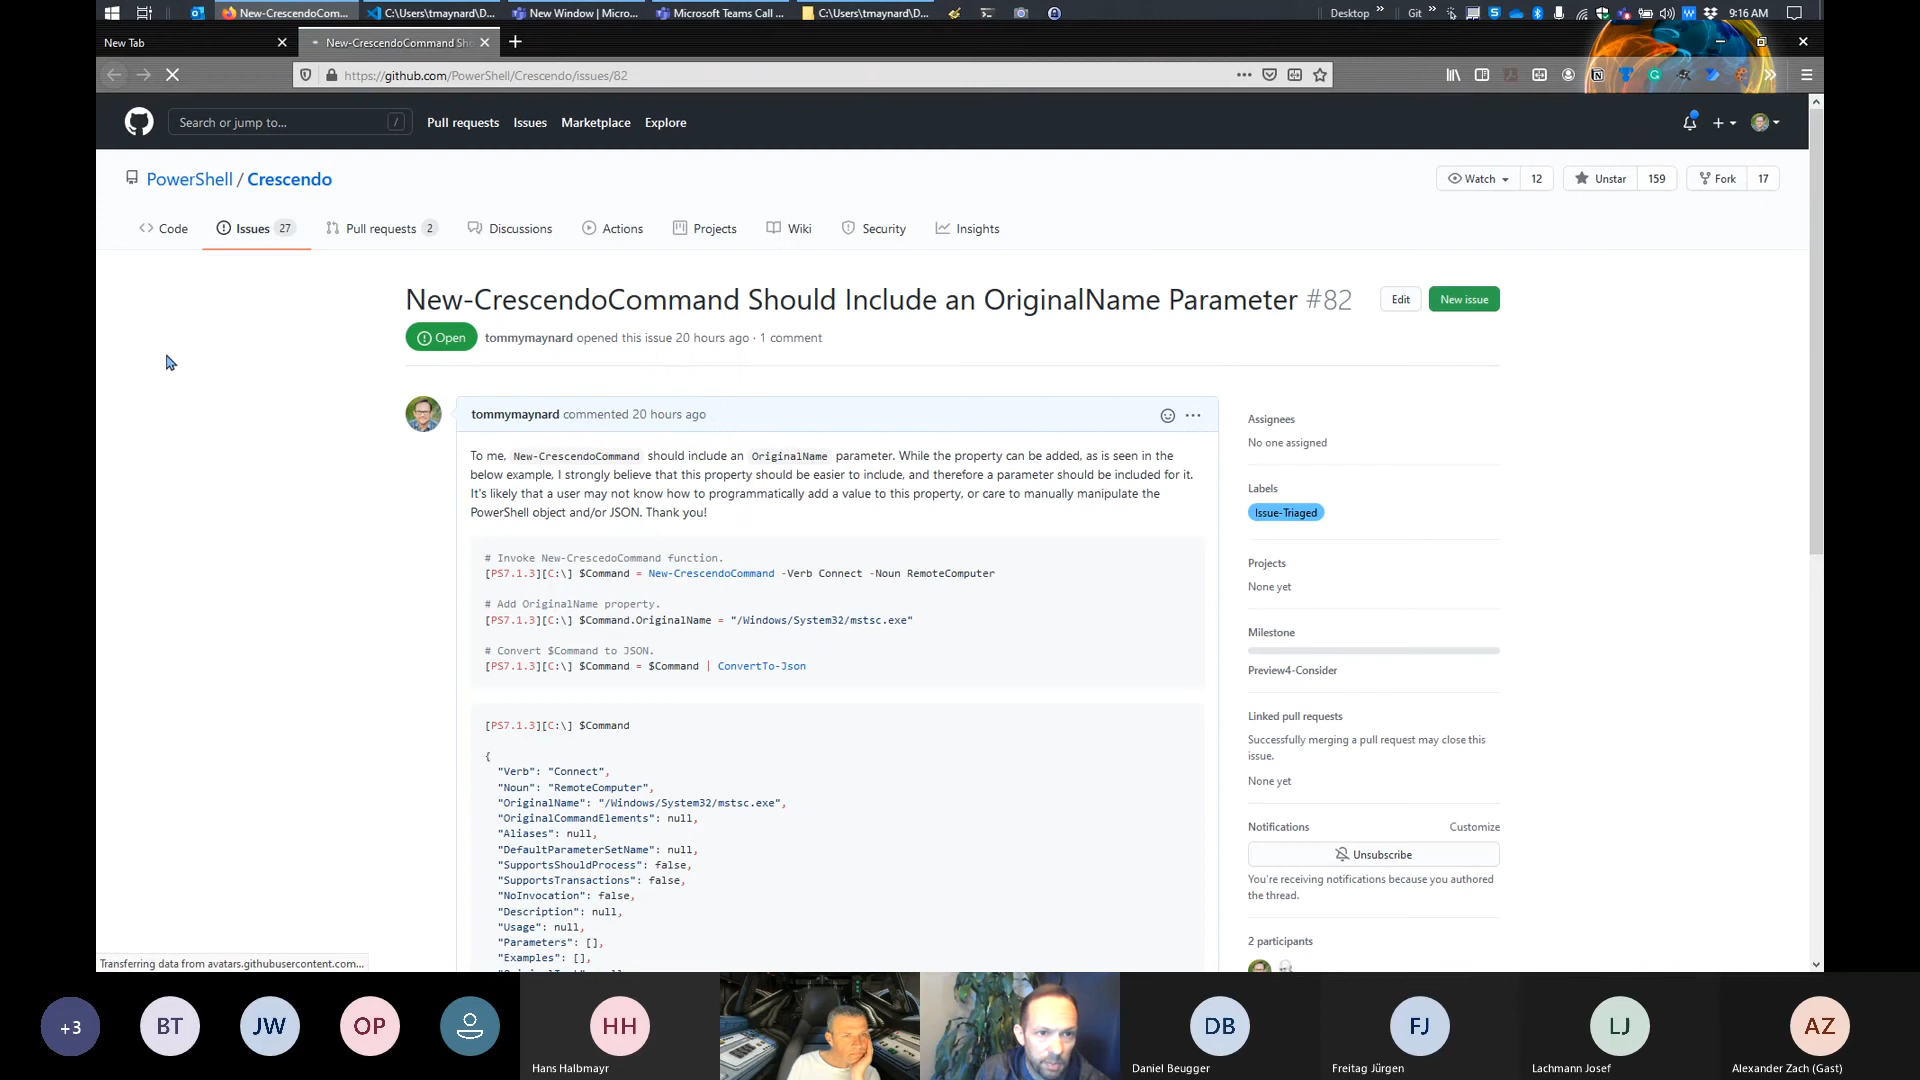 New-CrescendoCom...
C:\Users\tmaynard\D...
New Window | Micro...
Microsoft Teams Call ...
C:\Users\tmaynard\D...
Desktop »
Git »
9:16 AM
New Tab
New-CrescendoCommand Sho
https://github.com/PowerShell/Crescendo/issues/82
Search or jump to...
/
Pull requests
Issues
Marketplace
Explore
PowerShell / Crescendo
Watch 12
Unstar 159
Fork 17
Code
Issues 27
Pull requests 2
Discussions
Actions
Projects
Wiki
Security
Insights
New-CrescendoCommand Should Include an OriginalName Parameter #82
Edit
New issue
Open
tommymaynard opened this issue 20 hours ago · 1 comment
tommymaynard commented 20 hours ago
To me, New-CrescendoCommand should include an OriginalName parameter. While the property can be added, as is seen in the
below example, I strongly believe that this property should be easier to include, and therefore a parameter should be included for it.
It's likely that a user may not know how to programmatically add a value to this property, or care to manually manipulate the
PowerShell object and/or JSON. Thank you!
# Invoke New-CrescedoCommand function.
[PS7.1.3][C:\] $Command = New-CrescendoCommand -Verb Connect -Noun RemoteComputer
# Add OriginalName property.
[PS7.1.3][C:\] $Command.OriginalName = "/Windows/System32/mstsc.exe"
# Convert $Command to JSON.
[PS7.1.3][C:\] $Command = $Command | ConvertTo-Json
[PS7.1.3][C:\] $Command
{
"Verb": "Connect",
"Noun": "RemoteComputer",
"OriginalName": "/Windows/System32/mstsc.exe",
"OriginalCommandElements": null,
"Aliases": null,
"DefaultParameterSetName": null,
"SupportsShouldProcess": false,
"SupportsTransactions": false,
"NoInvocation": false,
"Description": null,
"Usage": null,
"Parameters": [],
"Examples": [],
Assignees
No one assigned
Labels
Issue-Triaged
Projects
None yet
Milestone
Preview4-Consider
Linked pull requests
Successfully merging a pull request may close this
issue.
None yet
Notifications
Customize
Unsubscribe
You're receiving notifications because you authored
the thread.
2 participants
Transferring data from avatars.githubusercontent.com...
+3
BT
JW
OP
HH
Hans Halbmayr
DB
Daniel Beugger
FJ
Freitag Jürgen
LJ
Lachmann Josef
AZ
Alexander Zach (Gast)